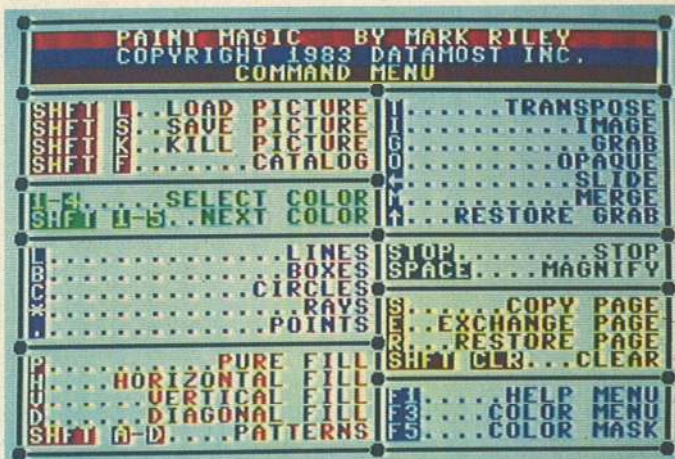 PAINT MAGIC BY MARK RILEY
COPYRIGHT 1983 DATAMOST INC.
COMMAND MENU
SHFT L..LOAD PICTURE
SHFT S..SAVE PICTURE
SHFT K..KILL PICTURE
SHFT F.......CATALOG
1-4.....SELECT COLOR
SHFT 1-5..NEXT COLOR
L..............LINES
B..............BOXES
C............CIRCLES
*...............RAYS
. .............POINTS
P..........PURE FILL
H....HORIZONTAL FILL
V......VERTICAL FILL
D......DIAGONAL FILL
SHFT A-D....PATTERNS
T.......TRANSPOSE
I...........IMAGE
G............GRAB
O..........OPAQUE
←...........SLIDE
M...........MERGE
↑....RESTORE GRAB
STOP.........STOP
SPACE.....MAGNIFY
S.......COPY PAGE
E...EXCHANGE PAGE
R....RESTORE PAGE
SHFT CLR...CLEAR
F1......HELP MENU
F3.....COLOR MENU
F5.....COLOR MASK